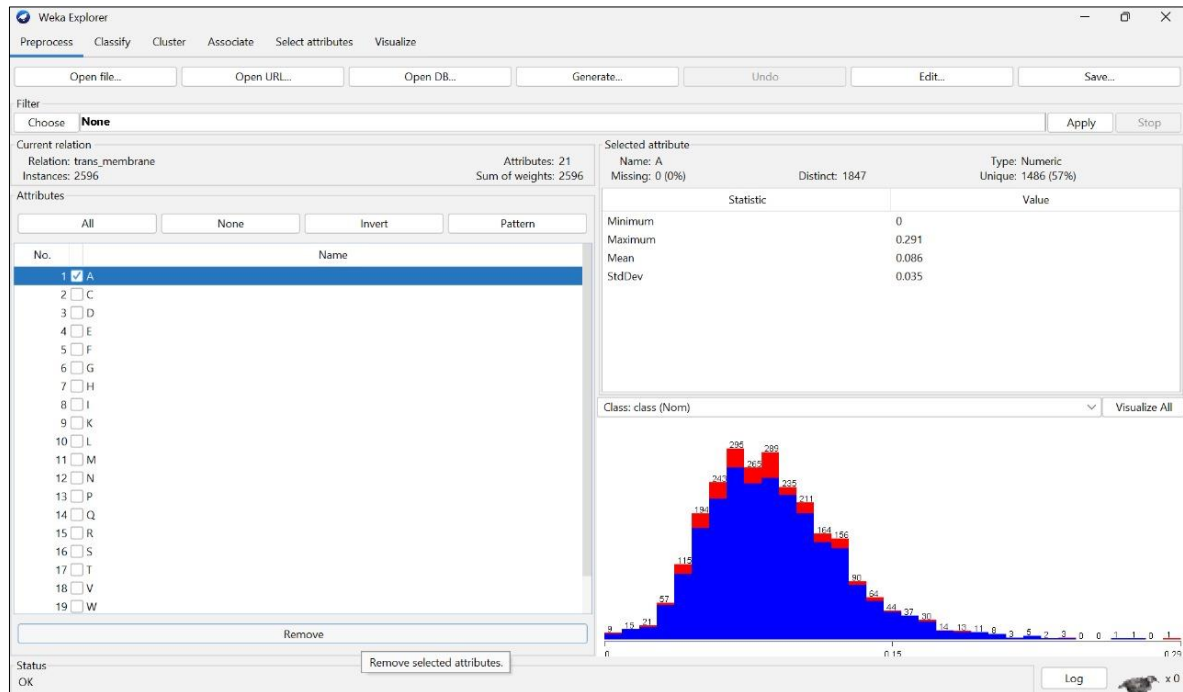 Weka Explorer
Preprocess Classify Cluster Associate Select attributes Visualize
Open file... Open URL... Open DB... Generate... Undo Edit... Save...
Filter
Choose None Apply Stop
Current relation
Relation: trans_membrane Attributes: 21
Instances: 2596 Sum of weights: 2596
Attributes
All None Invert Pattern
No. Name
1 A
2 C
3 D
4 E
5 F
6 G
7 H
8 I
9 K
10 L
11 M
12 N
13 P
14 Q
15 R
16 S
17 T
18 V
19 W
Remove
Remove selected attributes.
Selected attribute
Name: A Type: Numeric
Missing: 0 (0%) Distinct: 1847 Unique: 1486 (57%)
Statistic Value
Minimum 0
Maximum 0.291
Mean 0.086
StdDev 0.035
Class: class (Nom) Visualize All
9 15 21 57 115 194 243 295 265 289 235 211 164 156 90 64 44 37 30 14 13 11 8 3 5 2 3 0 0 1 1 0 1
0 0.15 0.29
Status
OK
Log x 0